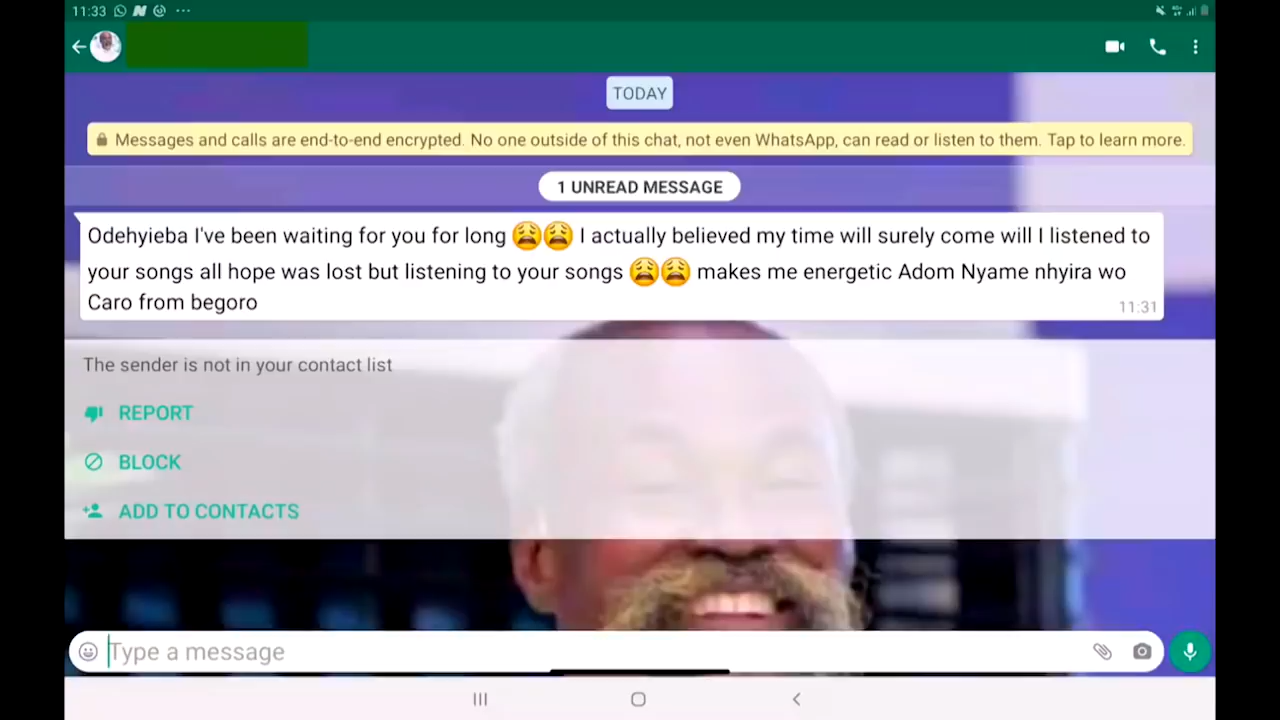 11:33
TODAY
Messages and calls are end-to-end encrypted. No one outside of this chat, not even WhatsApp, can read or listen to them. Tap to learn more.
1 UNREAD MESSAGE
Odehyieba I've been waiting for you for long 😩😩 I actually believed my time will surely come will I listened to
your songs all hope was lost but listening to your songs 😩😩 makes me energetic Adom Nyame nhyira wo
Caro from begoro
11:31
The sender is not in your contact list
REPORT
BLOCK
ADD TO CONTACTS
Type a message